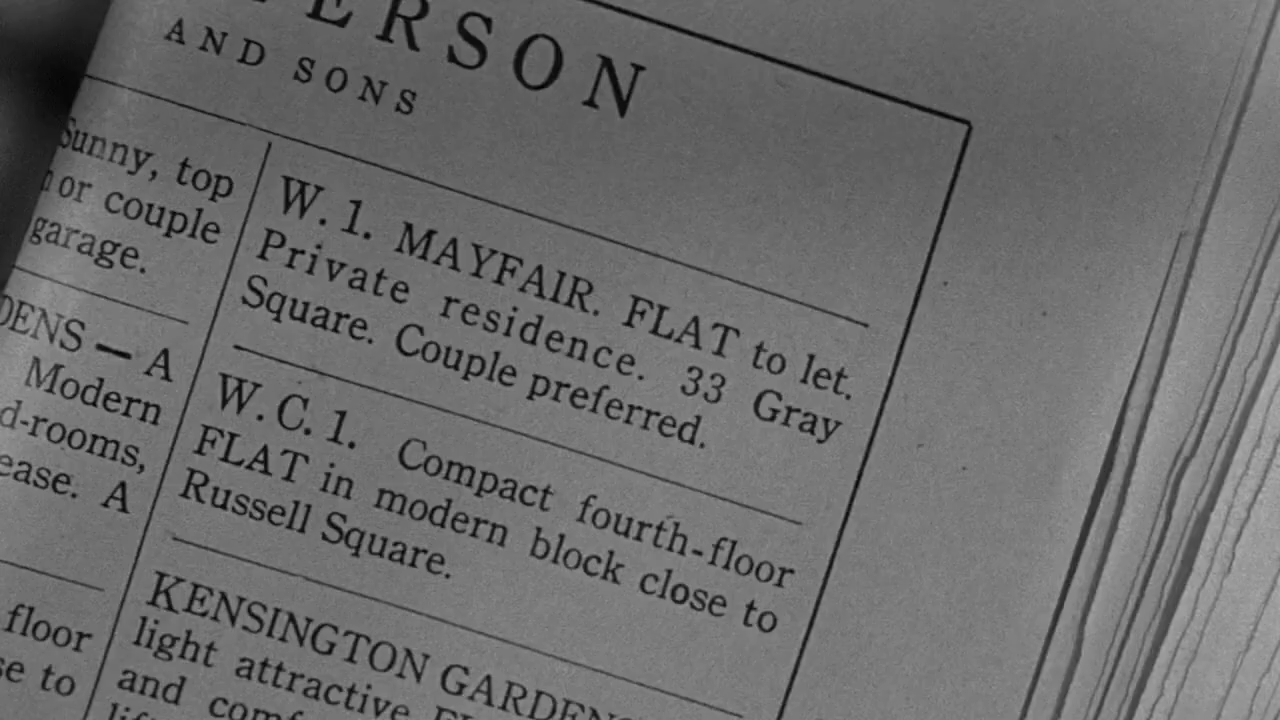 ERSON
AND SONS
Sunny, top
or couple
garage.
DENS — A
Modern
d-rooms,
ease. A
floor
se to
W. 1. MAYFAIR. FLAT to let.
Private residence. 33 Gray
Square. Couple preferred.
W. C. 1. Compact fourth-floor
FLAT in modern block close to
Russell Square.
KENSINGTON GARDENS
light attractive
and